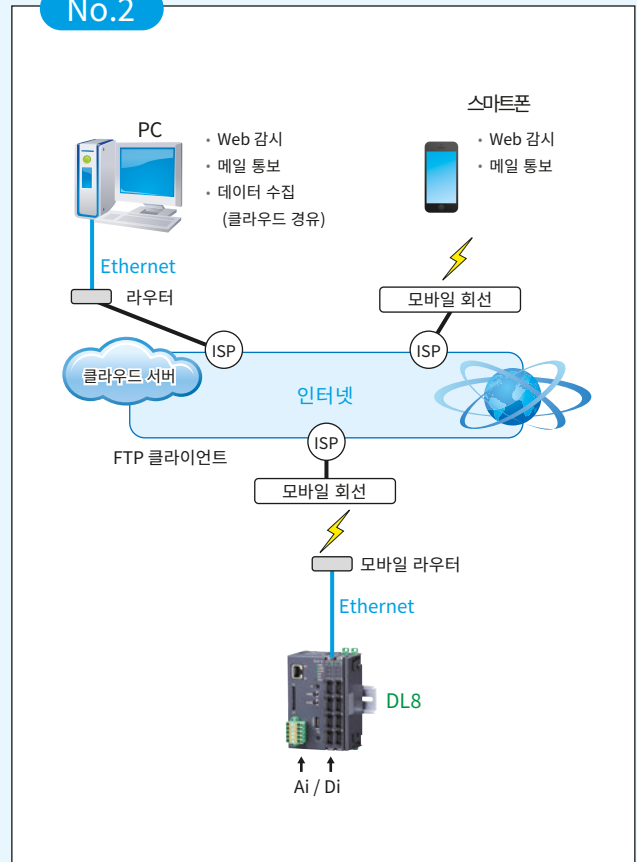 No.2
스마트폰
PC
· Web 감시
· 메일 통보
· 데이터 수집
(클라우드 경유)
· Web 감시
· 메일 통보
Ethernet
라우터
모바일 회선
ISP
ISP
클라우드 서버
인터넷
ISP
FTP 클라이언트
모바일 회선
모바일 라우터
Ethernet
DL8
Ai / Di